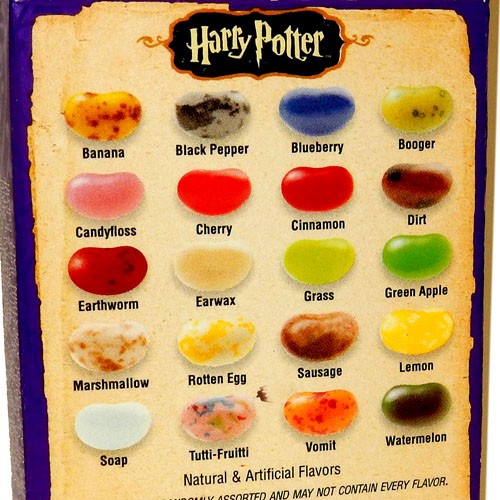 Harry Potter
Banana Black Pepper Blueberry Booger
Candyfloss Cherry Cinnamon Dirt
Earthworm Earwax Grass Green Apple
Marshmallow Rotten Egg Sausage Lemon
Soap Tutti-Fruitti Vomit Watermelon
Natural & Artificial Flavors
ASSORTED AND MAY NOT CONTAIN EVERY FLAVOR.